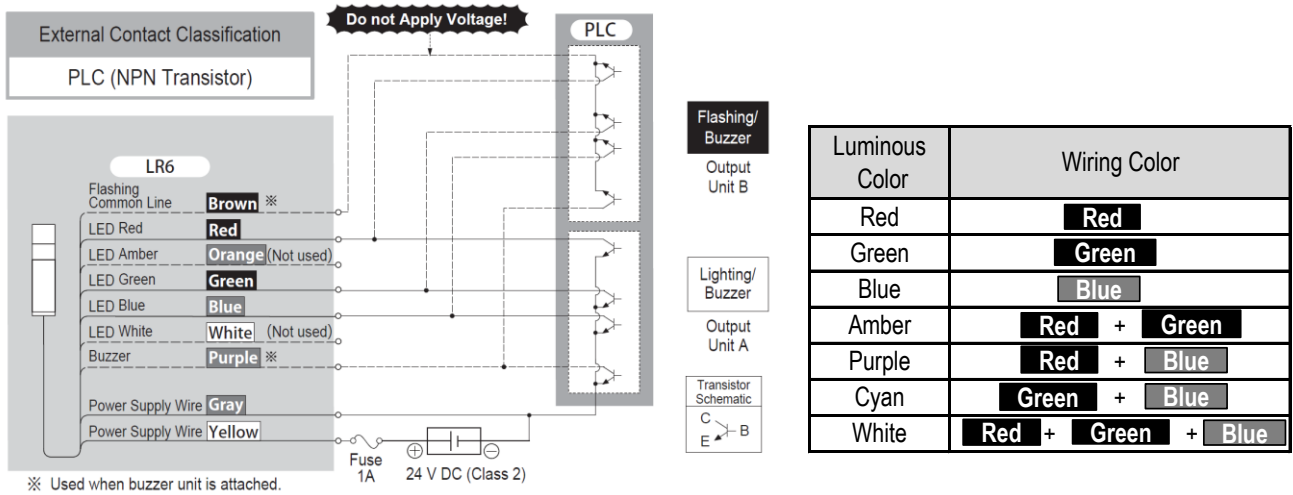 External Contact Classification
PLC (NPN Transistor)
Do not Apply Voltage!
PLC
LR6
Flashing
Common Line Brown ※
LED Red Red
LED Amber Orange (Not used)
LED Green Green
LED Blue Blue
LED White White (Not used)
Buzzer Purple ※
Power Supply Wire Gray
Power Supply Wire Yellow
Fuse
1A
⊕ ⊖
24 V DC (Class 2)
※ Used when buzzer unit is attached.
Flashing/
Buzzer
Output
Unit B
Lighting/
Buzzer
Output
Unit A
Transistor
Schematic
C
B
E
Luminous
Color
Wiring Color
Red Red
Green Green
Blue Blue
Amber Red + Green
Purple Red + Blue
Cyan Green + Blue
White Red + Green + Blue